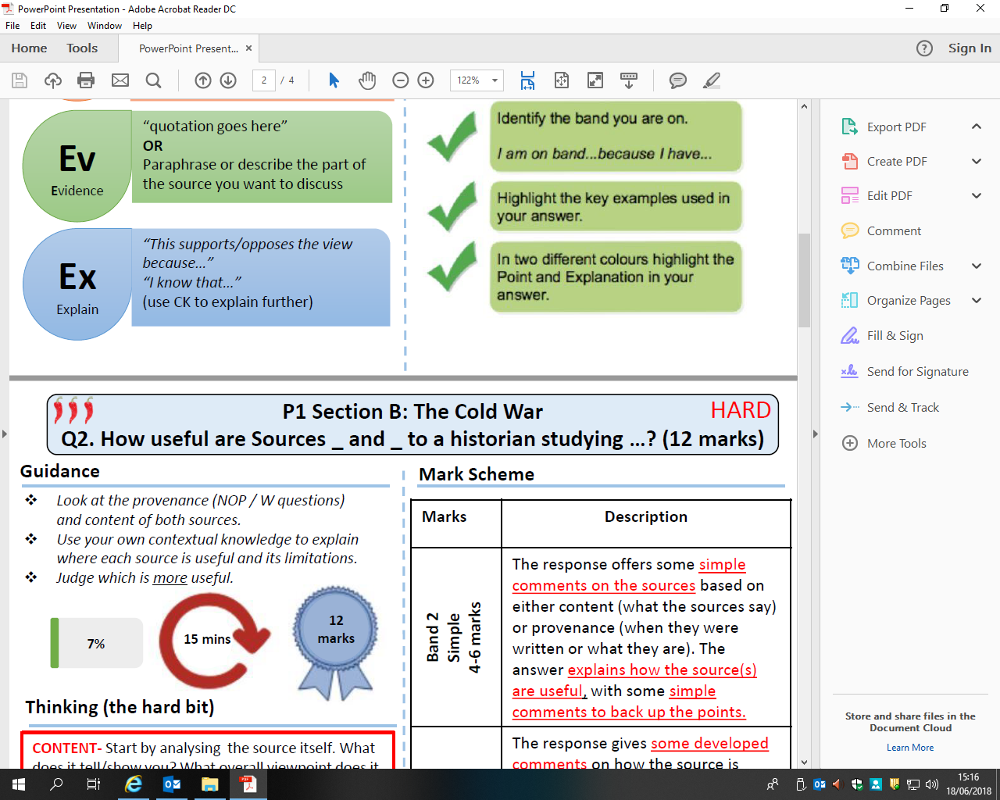 PowerPoint Presentation - Adobe Acrobat Reader DC
File Edit View Window Help
Home Tools PowerPoint Present... × Sign In
2 / 4 122%
Ev
Evidence
“quotation goes here”
OR
Paraphrase or describe the part of
the source you want to discuss
Ex
Explain
“This supports/opposes the view
because...”
“I know that...”
(use CK to explain further)
Identify the band you are on.
I am on band...because I have...
Highlight the key examples used in
your answer.
In two different colours highlight the
Point and Explanation in your
answer.
P1 Section B: The Cold War
HARD
Q2. How useful are Sources _ and _ to a historian studying ...? (12 marks)
Guidance
❖ Look at the provenance (NOP / W questions)
and content of both sources.
❖ Use your own contextual knowledge to explain
where each source is useful and its limitations.
❖ Judge which is more useful.
7%
15 mins
12
marks
Thinking (the hard bit)
CONTENT- Start by analysing the source itself. What
does it tell/show you? What overall viewpoint does it
Mark Scheme
Marks Description
Band 2
Simple
4-6 marks
The response offers some simple
comments on the sources based on
either content (what the sources say)
or provenance (when they were
written or what they are). The
answer explains how the source(s)
are useful, with some simple
comments to back up the points.
The response gives some developed
comments on how the source is
Export PDF
Create PDF
Edit PDF
Comment
Combine Files
Organize Pages
Fill & Sign
Send for Signature
Send & Track
More Tools
Store and share files in the
Document Cloud
Learn More
15:16
18/06/2018